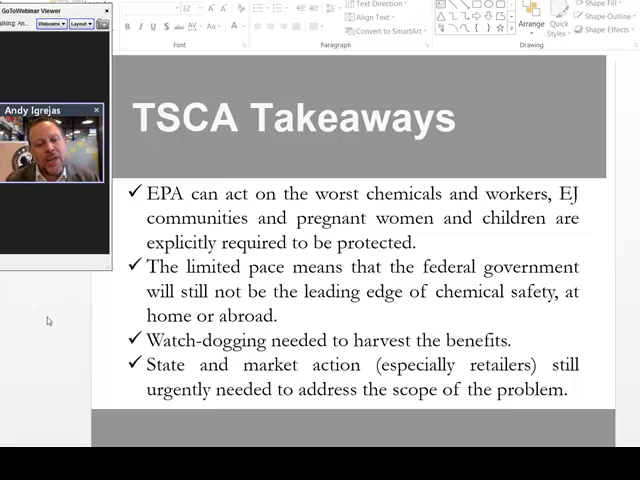 GoToWebinar Viewer
Talking: An...
Webcams
Layout
Andy Igrejas
32
Text Direction
Align Text
Convert to SmartArt
Arrange
Quick
Styles
Shape Fill
Shape Outline
Shape Effects
Font
Paragraph
Drawing
TSCA Takeaways
✓ EPA can act on the worst chemicals and workers, EJ
communities and pregnant women and children are
explicitly required to be protected.
✓ The limited pace means that the federal government
will still not be the leading edge of chemical safety, at
home or abroad.
✓ Watch-dogging needed to harvest the benefits.
✓ State and market action (especially retailers) still
urgently needed to address the scope of the problem.